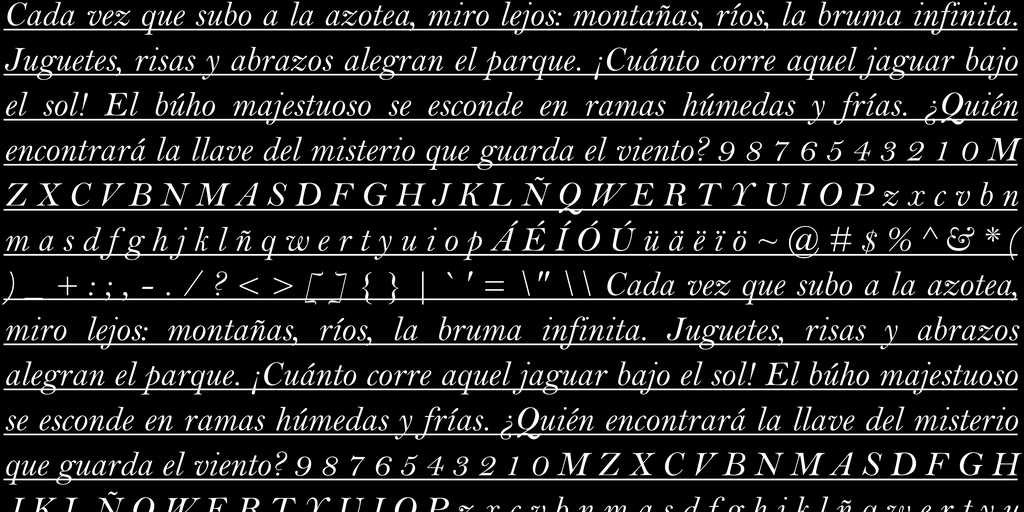 Cada vez que subo a la azotea, miro lejos: montañas, ríos, la bruma infinita.
Juguetes, risas y abrazos alegran el parque. ¡Cuánto corre aquel jaguar bajo
el sol! El búho majestuoso se esconde en ramas húmedas y frías. ¿Quién
encontrará la llave del misterio que guarda el viento? 9 8 7 6 5 4 3 2 1 0 M
Z X C V B N M A S D F G H J K L Ñ Q W E R T Y U I O P z x c v b n
m a s d f g h j k l ñ q w e r t y u i o p Á É Í Ó Ú ü ä ë ï ö ~ @ # $ % ^ & * (
) _ + : ; , - . / ? < > [ ] { } | ` ' = \" \\ Cada vez que subo a la azotea,
miro lejos: montañas, ríos, la bruma infinita. Juguetes, risas y abrazos
alegran el parque. ¡Cuánto corre aquel jaguar bajo el sol! El búho majestuoso
se esconde en ramas húmedas y frías. ¿Quién encontrará la llave del misterio
que guarda el viento? 9 8 7 6 5 4 3 2 1 0 M Z X C V B N M A S D F G H
J K L Ñ Q W E R T Y U I O P z x c v b n m a s d f g h j k l ñ q w e r t y u